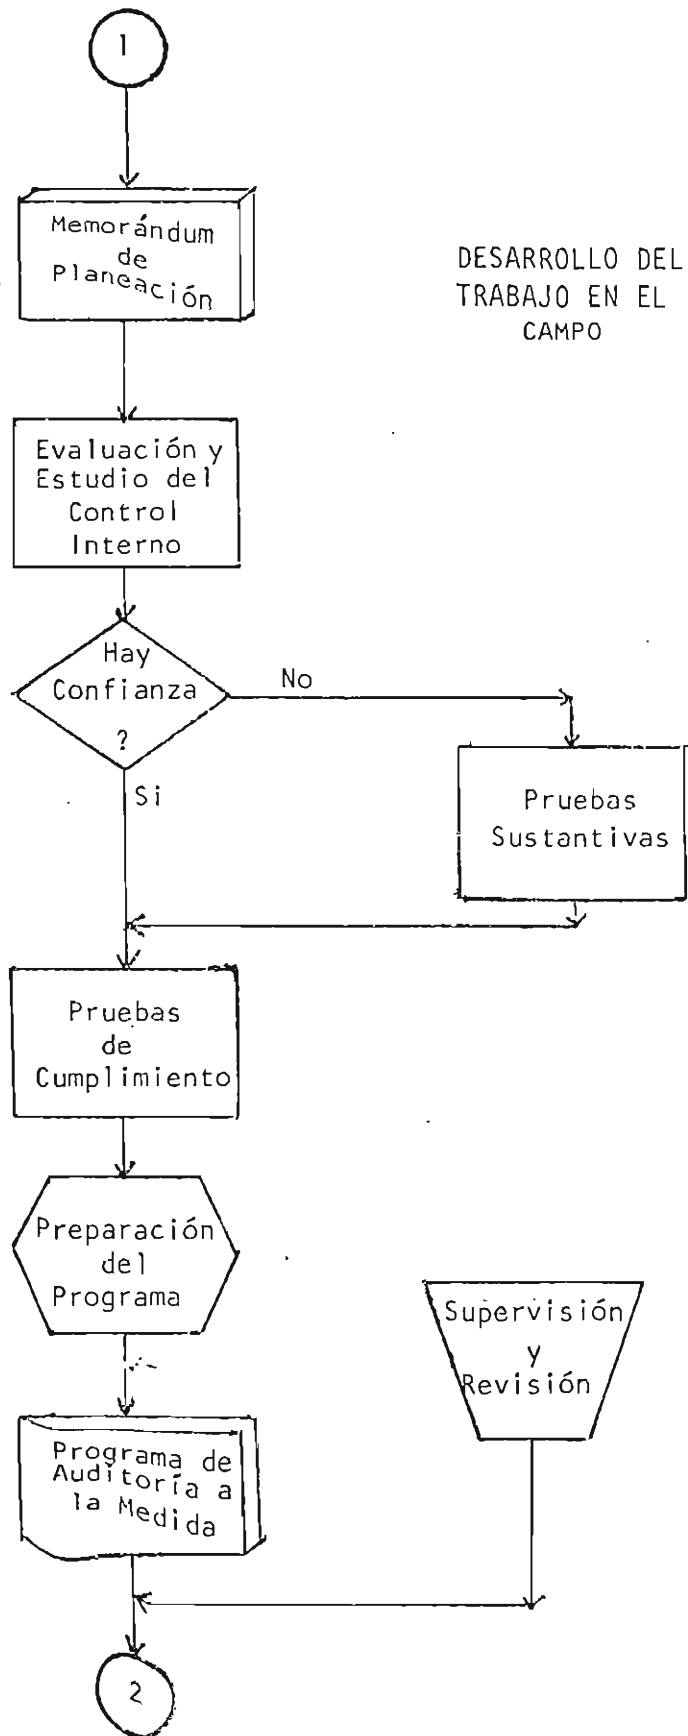 1
Memorándum
de
Planeación
DESARROLLO DEL
TRABAJO EN EL
CAMPO
Evaluación y
Estudio del
Control
Interno
Hay
Confianza
?
No
Si
Pruebas
Sustantivas
Pruebas
de
Cumplimiento
Preparación
del
Programa
Supervisión
y
Revisión
Programa de
Auditoría a
la Medida
2